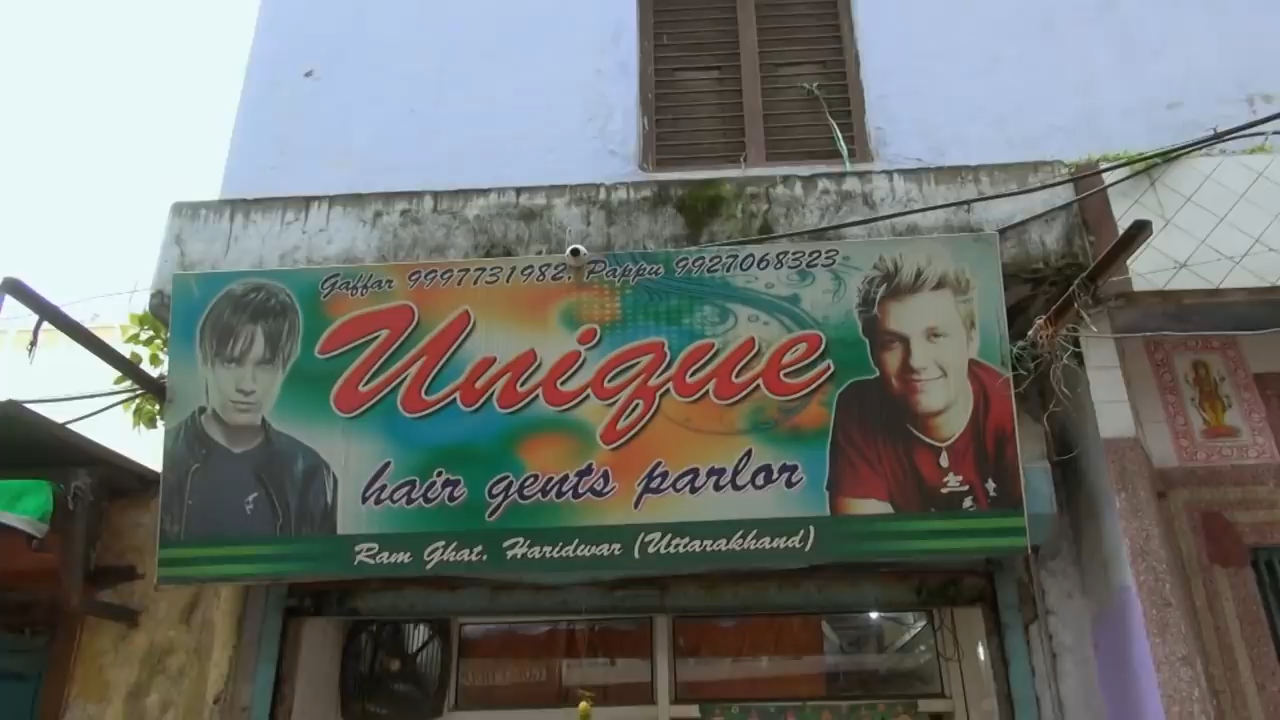 Gaffar 9997731982, Pappu 9927068323
Unique
hair gents parlor
Ram Ghat, Haridwar (Uttarakhand)